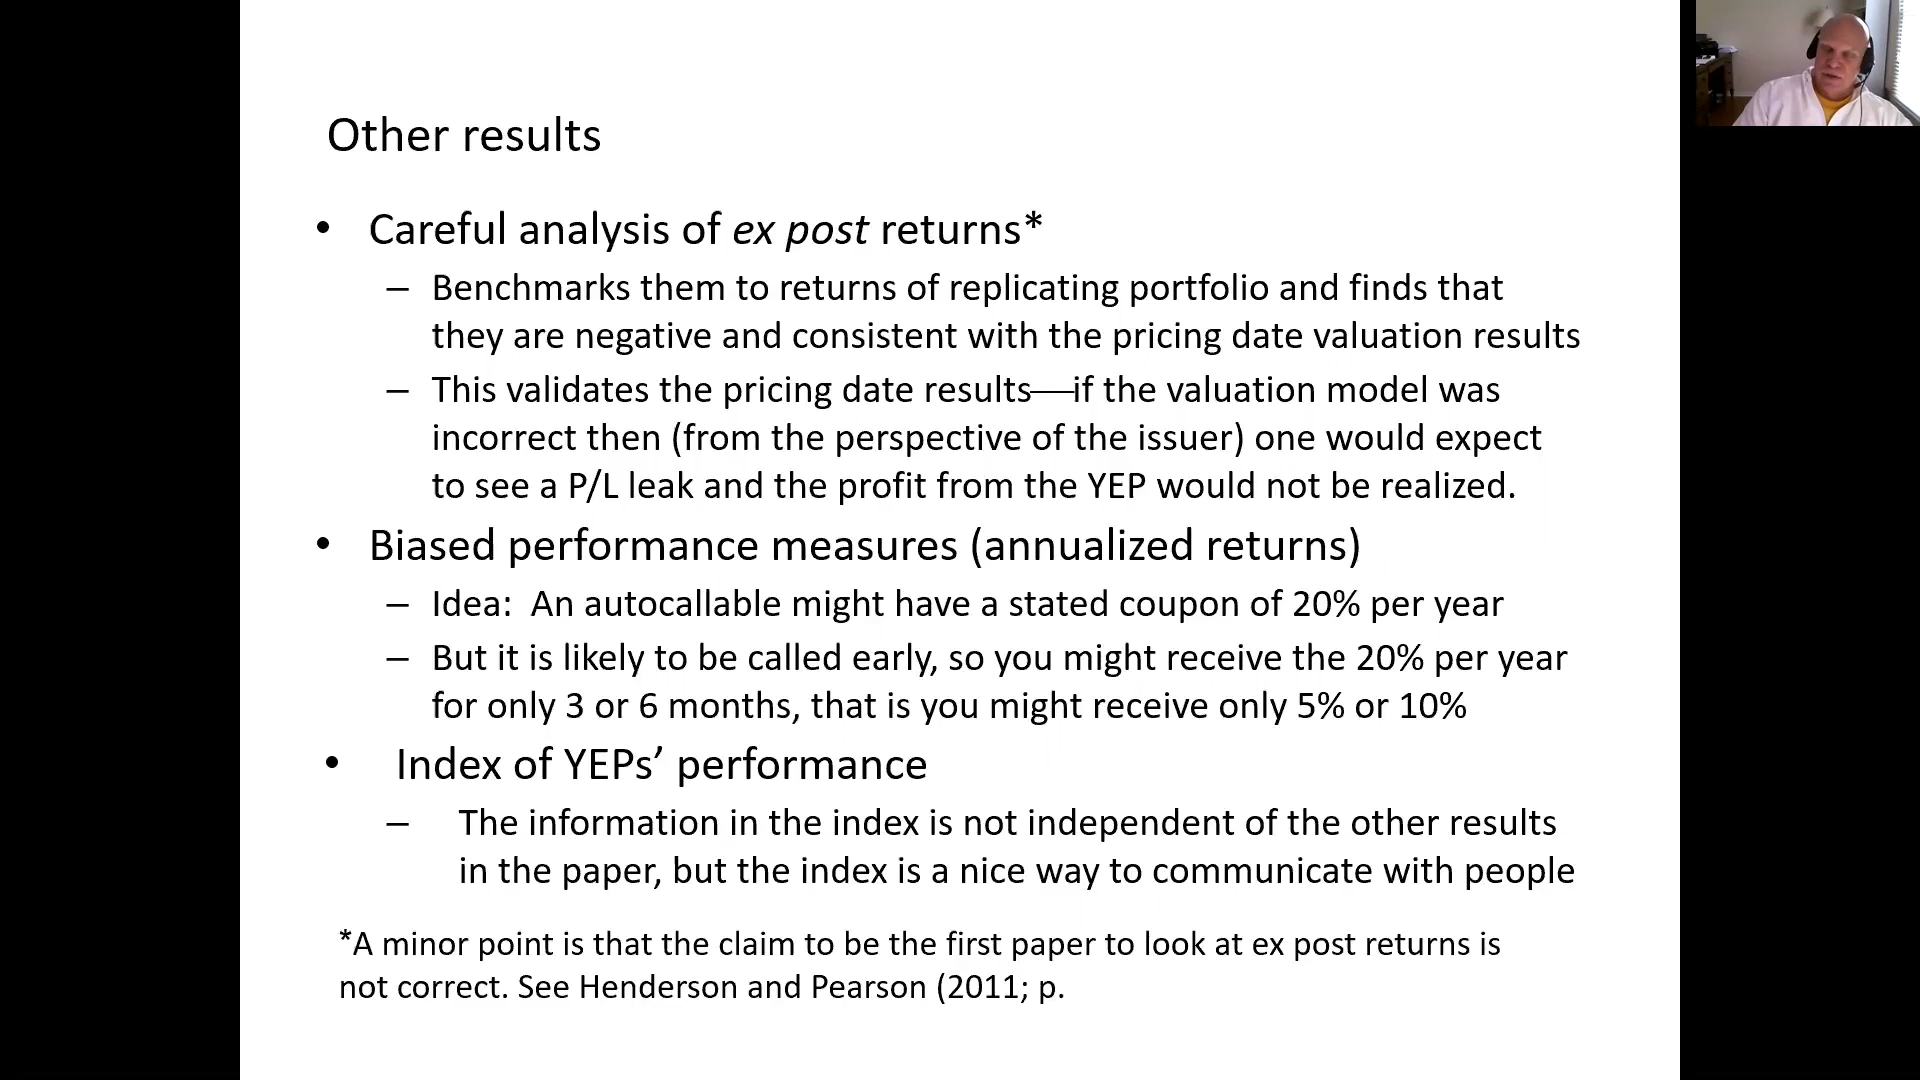 Other results
• Careful analysis of ex post returns*
– Benchmarks them to returns of replicating portfolio and finds that
they are negative and consistent with the pricing date valuation results
– This validates the pricing date results—if the valuation model was
incorrect then (from the perspective of the issuer) one would expect
to see a P/L leak and the profit from the YEP would not be realized.
• Biased performance measures (annualized returns)
– Idea: An autocallable might have a stated coupon of 20% per year
– But it is likely to be called early, so you might receive the 20% per year
for only 3 or 6 months, that is you might receive only 5% or 10%
• Index of YEPs’ performance
– The information in the index is not independent of the other results
in the paper, but the index is a nice way to communicate with people
*A minor point is that the claim to be the first paper to look at ex post returns is
not correct. See Henderson and Pearson (2011; p.